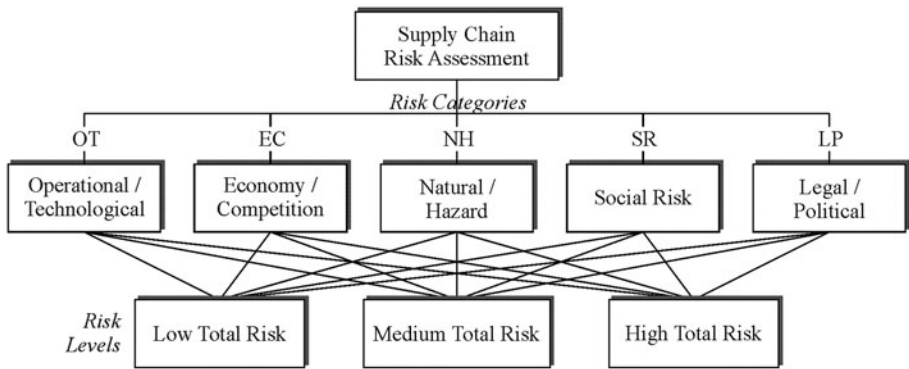 Supply Chain
Risk Assessment
Risk Categories
OT
EC
NH
SR
LP
Operational /
Technological
Economy /
Competition
Natural /
Hazard
Social Risk
Legal /
Political
Risk
Levels
Low Total Risk
Medium Total Risk
High Total Risk